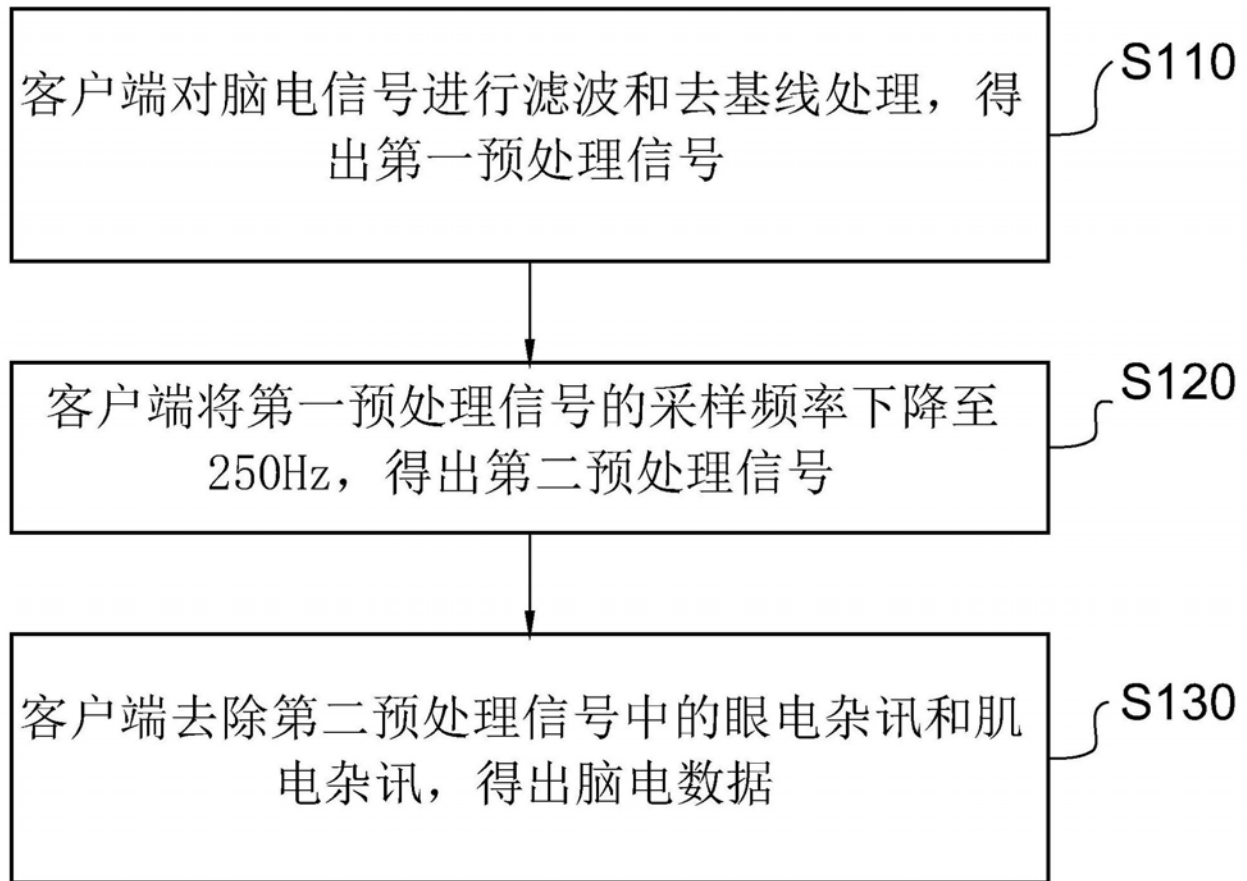 客户端对脑电信号进行滤波和去基线处理，得
出第一预处理信号
S110
客户端将第一预处理信号的采样频率下降至
250Hz，得出第二预处理信号
S120
客户端去除第二预处理信号中的眼电杂讯和肌
电杂讯，得出脑电数据
S130